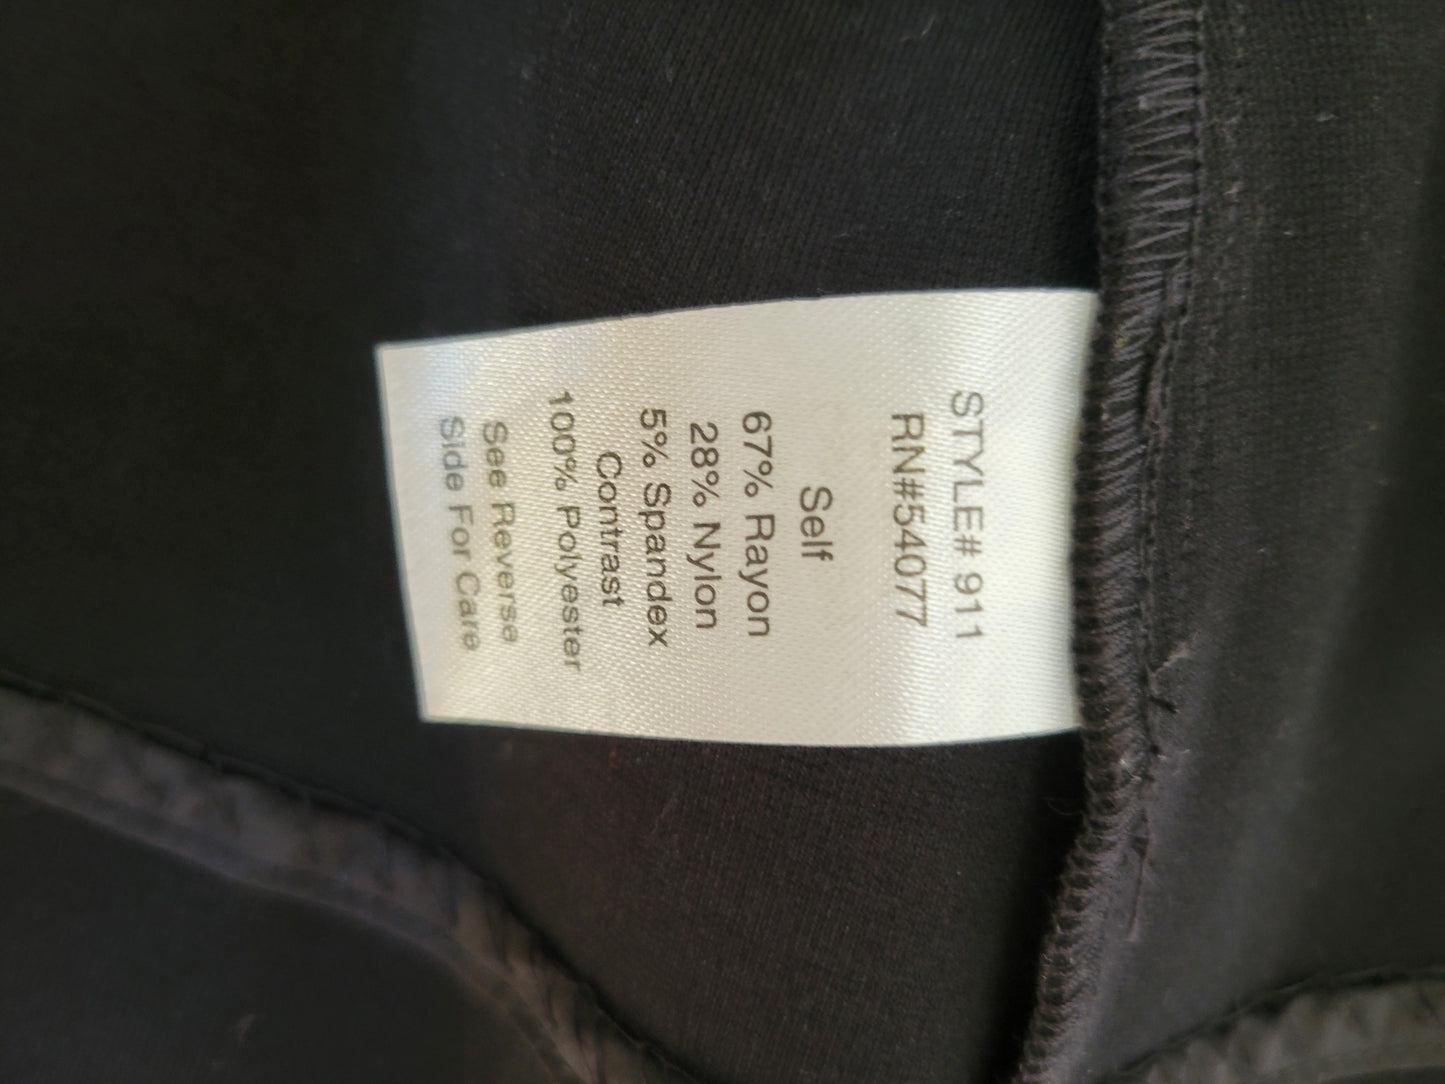 STYLE# 911
RN#54077
Self
67% Rayon
28% Nylon
5% Spandex
Contrast
100% Polyester
See Reverse
Side For Care